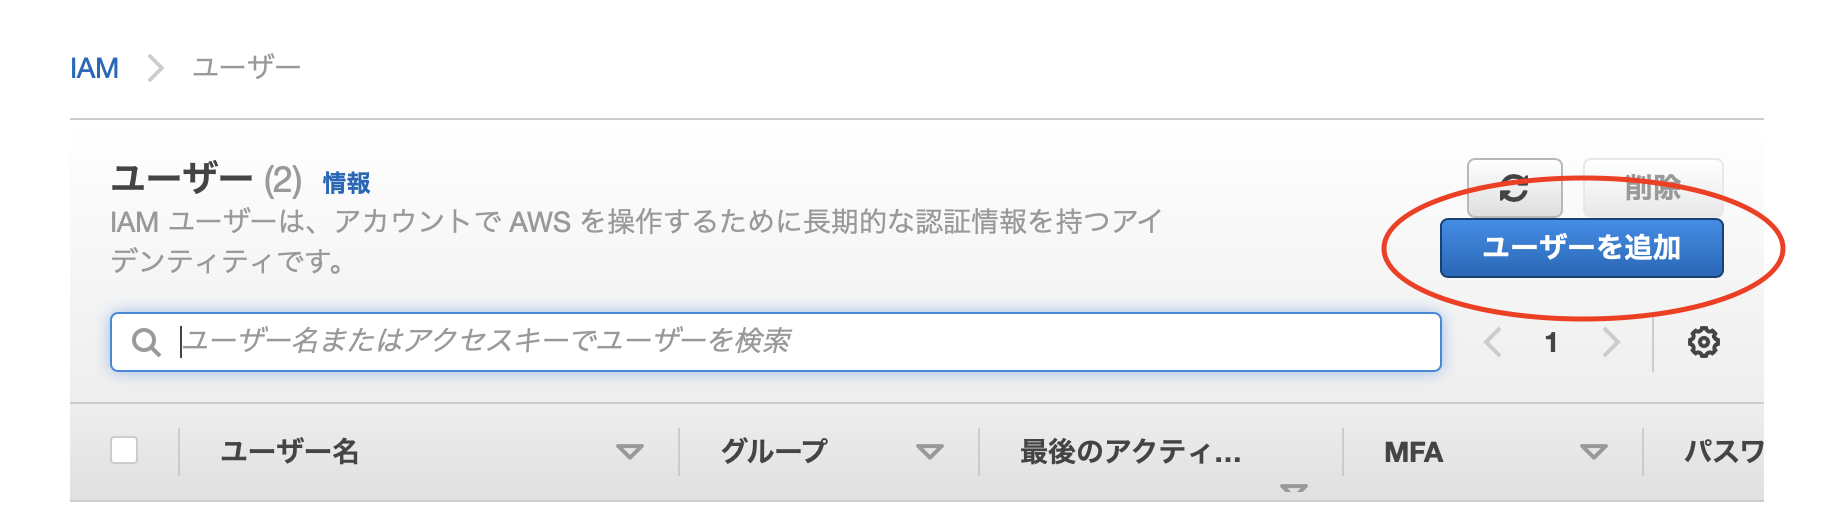 IAM > ユーザー
ユーザー (2) 情報
削除
IAM ユーザーは、アカウントで AWS を操作するために長期的な認証情報を持つアイ
デンティティです。
ユーザーを追加
ユーザー名またはアクセスキーでユーザーを検索
1
ユーザー名 グループ 最後のアクティ... MFA パスワ